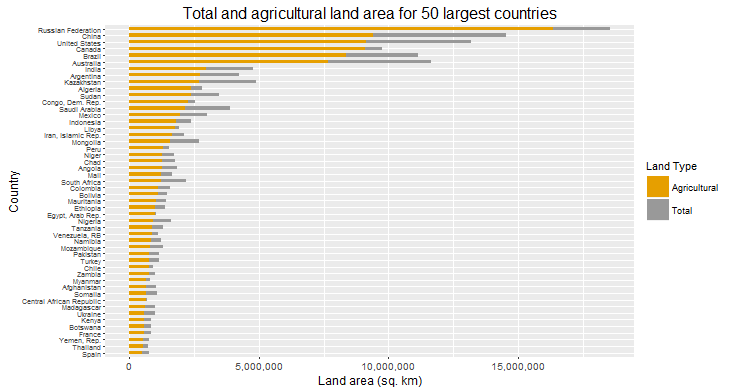 Total and agricultural land area for 50 largest countries
Country
Russian Federation
China
United States
Canada
Brazil
Australia
India
Argentina
Kazakhstan
Algeria
Sudan
Congo, Dem. Rep.
Saudi Arabia
Mexico
Indonesia
Libya
Iran, Islamic Rep.
Mongolia
Peru
Niger
Chad
Angola
Mali
South Africa
Colombia
Bolivia
Mauritania
Ethiopia
Egypt, Arab Rep.
Nigeria
Tanzania
Venezuela, RB
Namibia
Mozambique
Pakistan
Turkey
Chile
Zambia
Myanmar
Afghanistan
Somalia
Central African Republic
Madagascar
Ukraine
Kenya
Botswana
France
Yemen, Rep.
Thailand
Spain
0
5,000,000
10,000,000
15,000,000
Land area (sq. km)
Land Type
Agricultural
Total